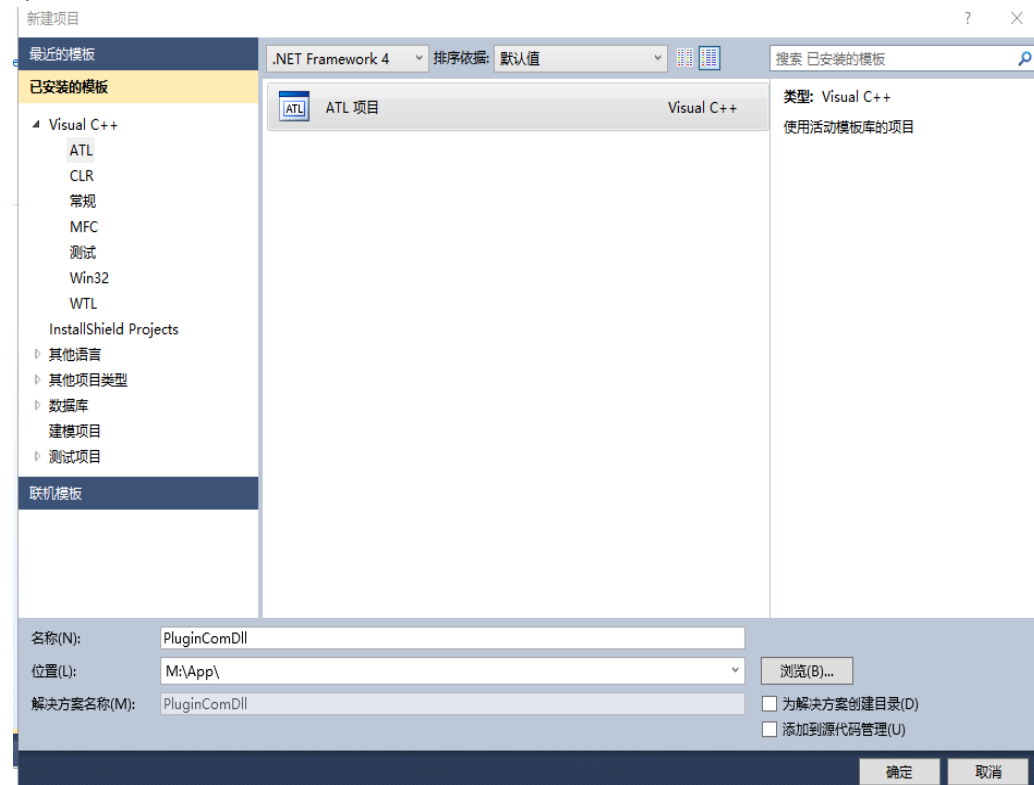 新建项目
?
最近的模板
.NET Framework 4
排序依据: 默认值
搜索 已安装的模板
已安装的模板
ATL
ATL 项目
Visual C++
类型: Visual C++
使用活动模板库的项目
Visual C++
ATL
CLR
常规
MFC
测试
Win32
WTL
InstallShield Projects
其他语言
其他项目类型
数据库
建模项目
测试项目
联机模板
名称(N): PluginComDll
位置(L): M:\App\
浏览(B)...
解决方案名称(M): PluginComDll
为解决方案创建目录(D)
添加到源代码管理(U)
确定
取消